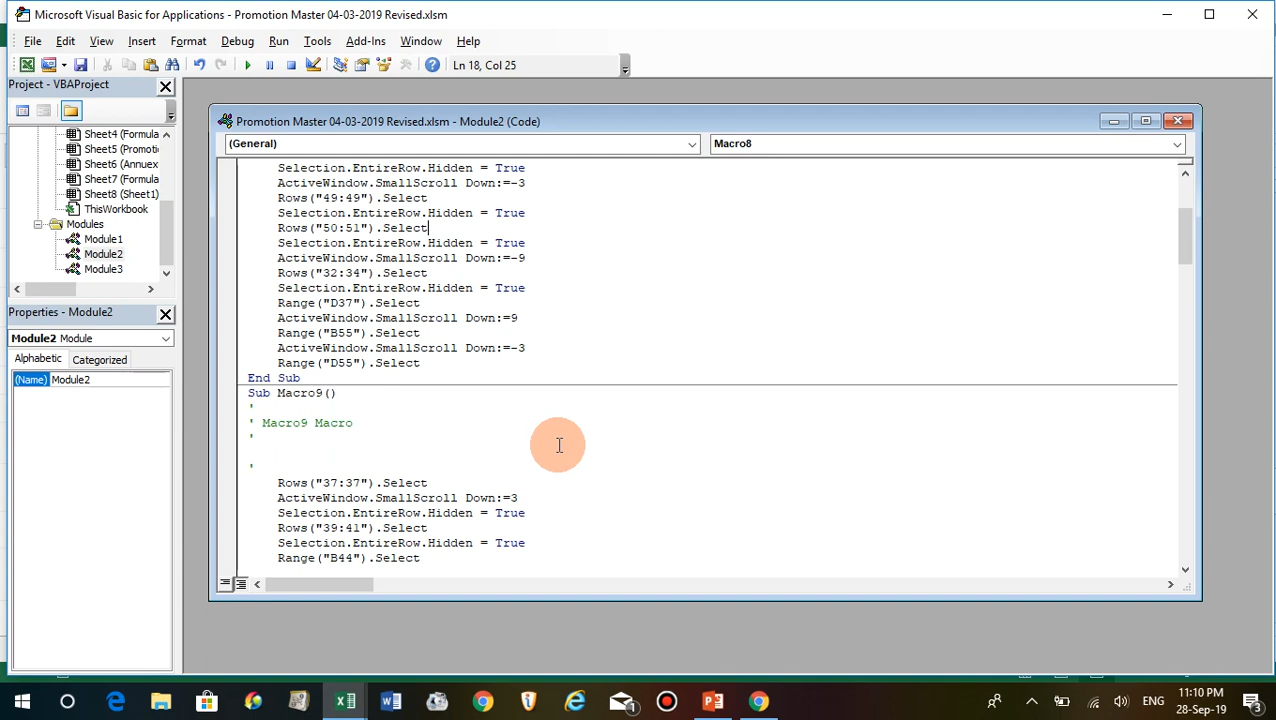 Microsoft Visual Basic for Applications - Promotion Master 04-03-2019 Revised.xlsm
File Edit View Insert Format Debug Run Tools Add-Ins Window Help
Ln 18, Col 25
Project - VBAProject
Sheet4 (Formula
Sheet5 (Promoti
Sheet6 (Annuex
Sheet7 (Formula
Sheet8 (Sheet1)
ThisWorkbook
Modules
Module1
Module2
Module3
Properties - Module2
Module2 Module
Alphabetic Categorized
(Name) Module2
Promotion Master 04-03-2019 Revised.xlsm - Module2 (Code)
(General) Macro8
Selection.EntireRow.Hidden = True
ActiveWindow.SmallScroll Down:=-3
Rows("49:49").Select
Selection.EntireRow.Hidden = True
Rows("50:51").Select
Selection.EntireRow.Hidden = True
ActiveWindow.SmallScroll Down:=-9
Rows("32:34").Select
Selection.EntireRow.Hidden = True
Range("D37").Select
ActiveWindow.SmallScroll Down:=9
Range("B55").Select
ActiveWindow.SmallScroll Down:=-3
Range("D55").Select
End Sub
Sub Macro9()
'
' Macro9 Macro
'
'
Rows("37:37").Select
ActiveWindow.SmallScroll Down:=3
Selection.EntireRow.Hidden = True
Rows("39:41").Select
Selection.EntireRow.Hidden = True
Range("B44").Select
ENG
11:10 PM
28-Sep-19
1
3